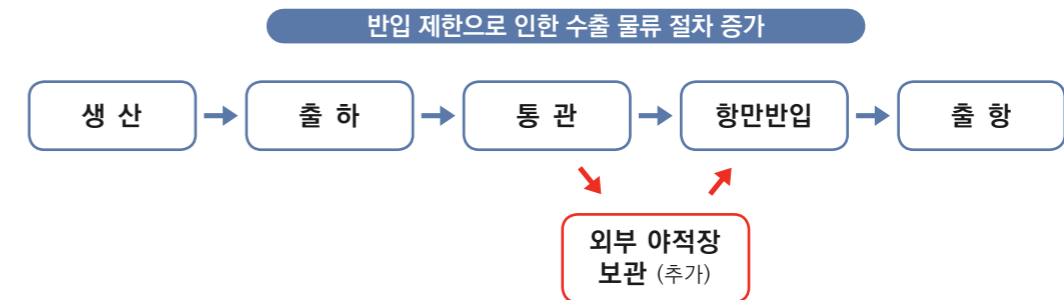 반입 제한으로 인한 수출 물류 절차 증가
생 산
출 하
통 관
항만반입
출 항
외부 야적장
보관 (추가)